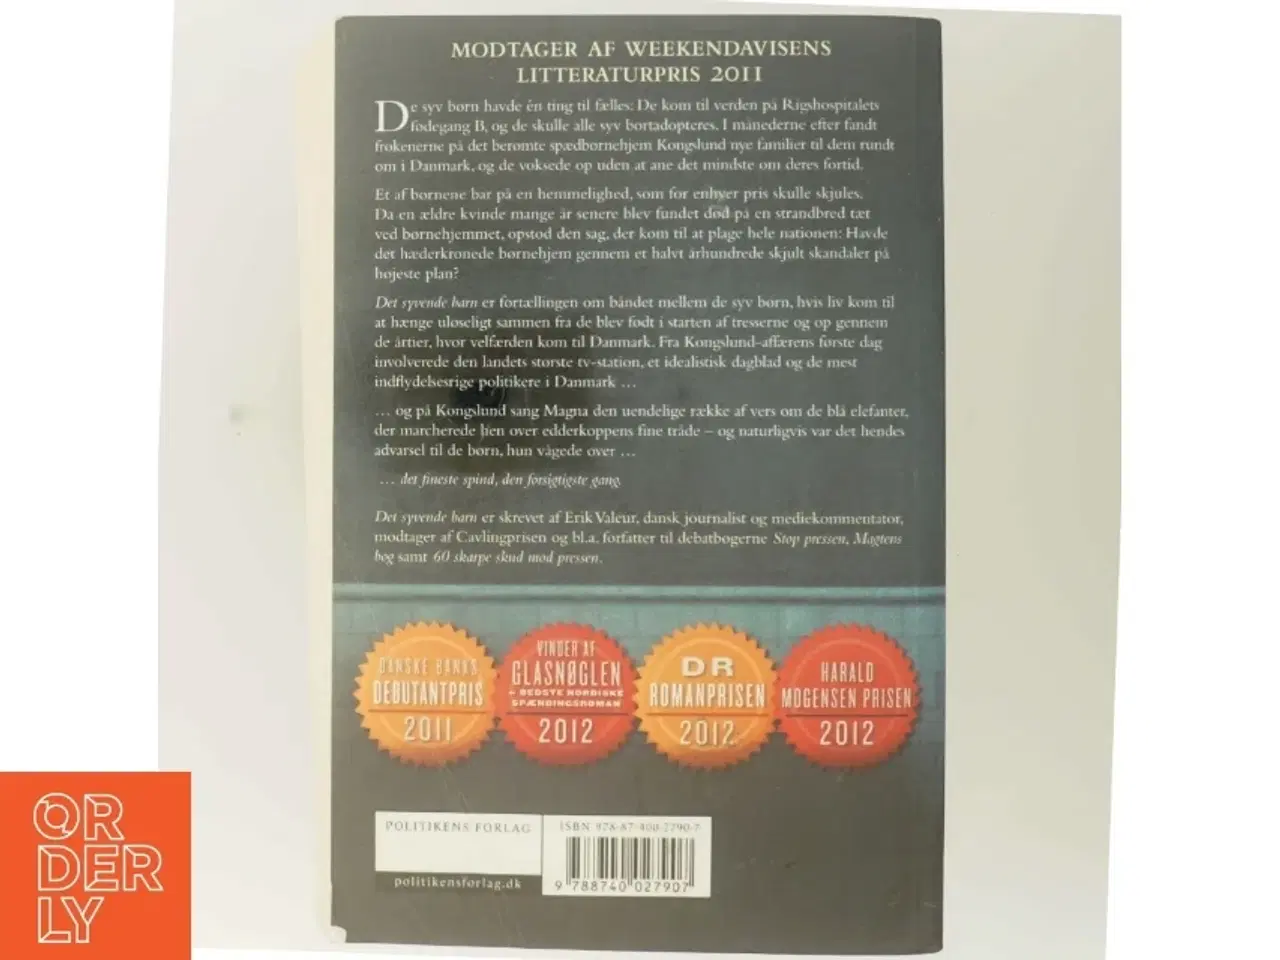 MODTAGER AF WEEKENDAVISENS
LITTERATURPRIS 2011
De syv børn havde én ting til fælles: De kom til verden på Rigshospitalets
fødegang B, og de skulle alle syv bortadopteres. I månederne efter fandt
frøkenerne på det berømte spædbørnehjem Kongslund nye familier til dem rundt
om i Danmark, og de voksede op uden at ane det mindste om deres fortid.
Et af børnene bar på en hemmelighed, som for enhver pris skulle skjules.
Da en ældre kvinde mange år senere blev fundet død på en strandbred tæt
ved børnehjemmet, opstod den sag, der kom til at plage hele nationen: Havde
det hæderkronede børnehjem gennem et halvt århundrede skjult skandaler på
højeste plan?
Det syvende barn er fortællingen om båndet mellem de syv børn, hvis liv kom til
at hænge uløseligt sammen fra de blev født i starten af tresserne og op gennem
de årtier, hvor velfærden kom til Danmark. Fra Kongslund-affærens første dag
involverede den landets største tv-station, et idealistisk dagblad og de mest
indflydelsesrige politikere i Danmark ...
... og på Kongslund sang Magna den uendelige række af vers om de blå elefanter,
der marcherede hen over edderkoppens fine tråde – og naturligvis var det hendes
advarsel til de børn, hun vågede over ...
... det fineste spind, den forsigtigste gang.
Det syvende barn er skrevet af Erik Valeur, dansk journalist og mediekommentator,
modtager af Cavlingprisen og bl.a. forfatter til debatbøgerne Stop pressen, Magtens
bog samt 60 skarpe skud mod pressen.
DANSKE BANKS
DEBUTANTPRIS
2011
VINDER AF
GLASNØGLEN
– BEDSTE NORDISKE
SPÆNDINGSROMAN
2012
DR
ROMANPRISEN
2012
HARALD
MOGENSEN PRISEN
2012
POLITIKENS FORLAG
politikensforlag.dk
ISBN 978-87-400-2790-7
9 788740 027907
ORDERLY